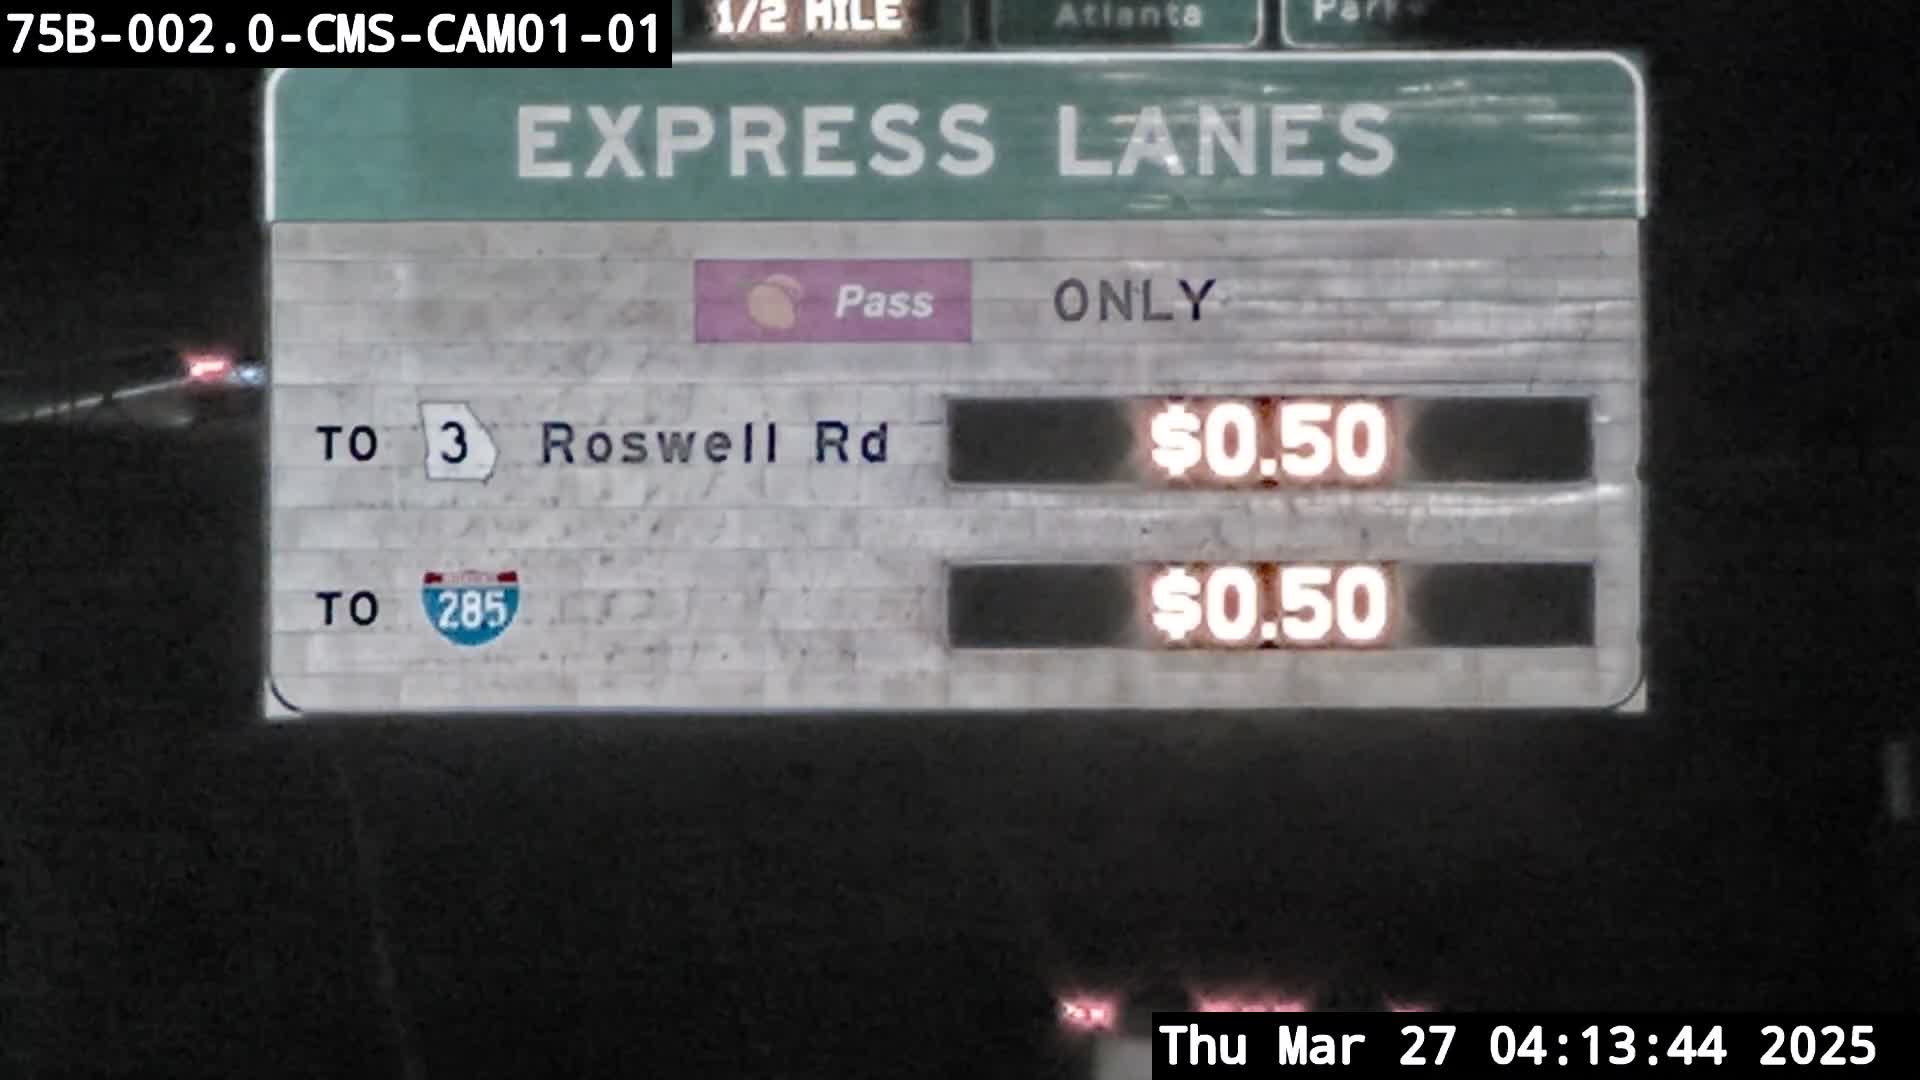 75B-002.0-CMS-CAM01-01
1/2 MILE
Atlanta
EXPRESS LANES
Pass ONLY
TO 3 Roswell Rd $0.50
TO 285 $0.50
Thu Mar 27 04:13:44 2025